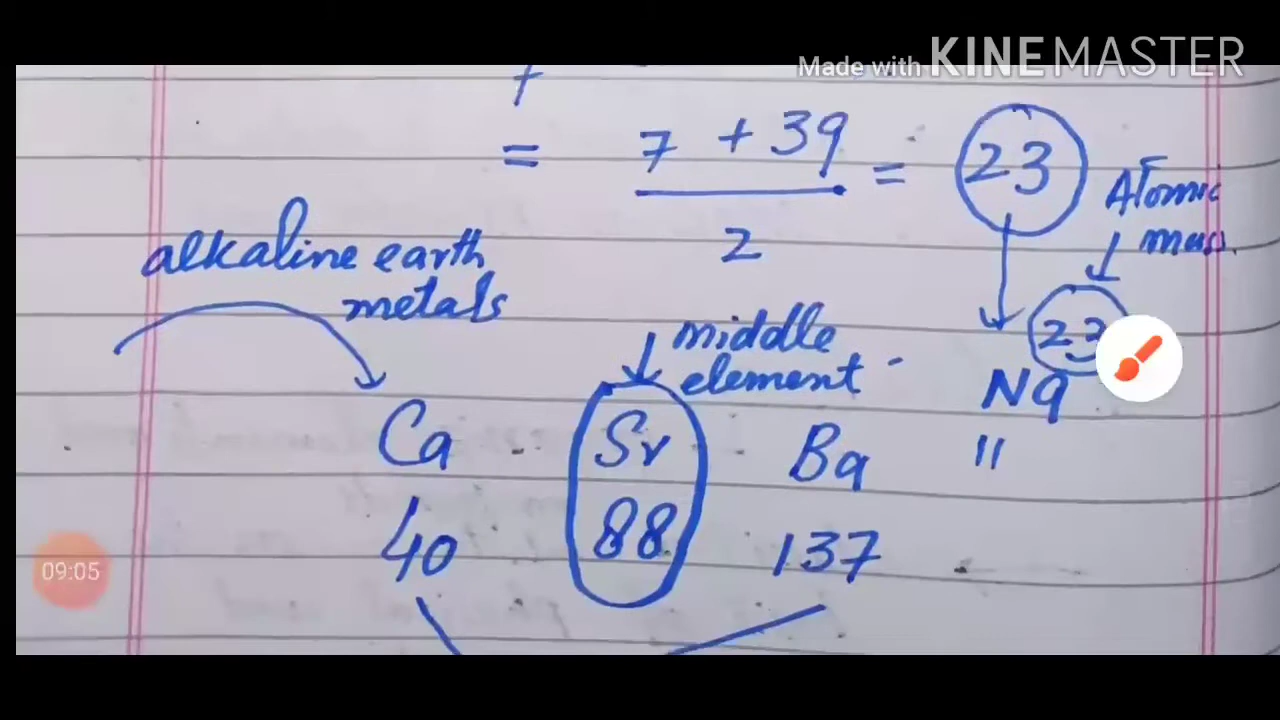 Made with KINEMASTER
= 7 + 39 = 23
2
Atomic
mass.
alkaline earth
metals
middle
element
23
Na
11
Ca Sr Ba
40 88 137
09:05